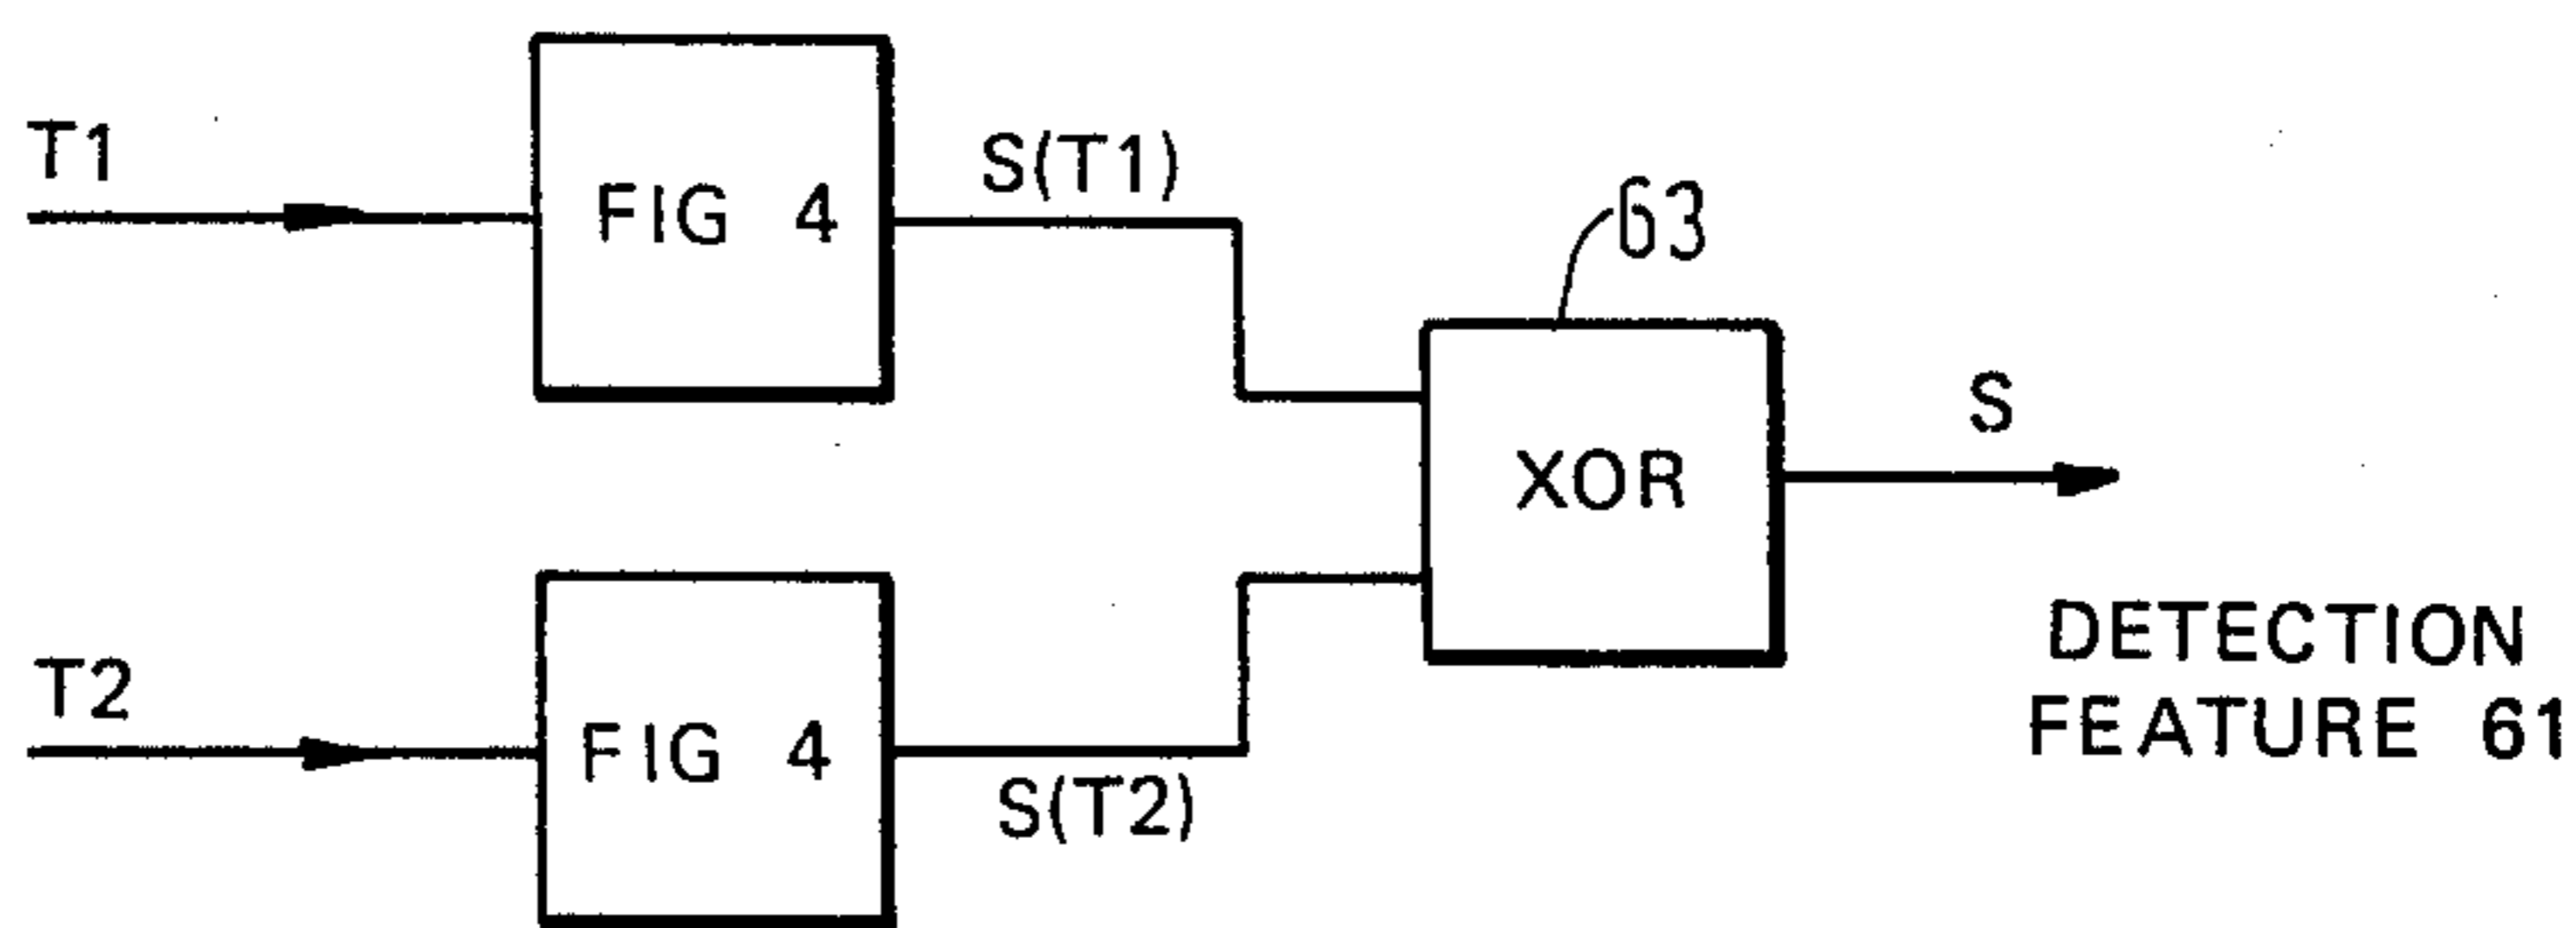 T1
FIG 4
S(T1)
63
XOR
S
T2
FIG 4
S(T2)
DETECTION
FEATURE 61